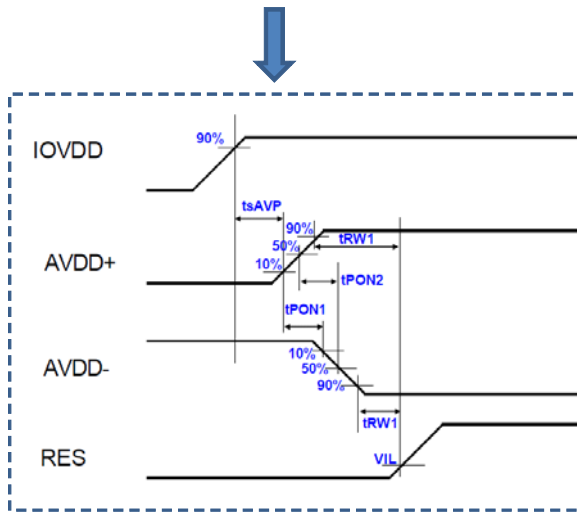 IOVDD
90%
tsAVP
AVDD+
90%
50%
10%
tRW1
tPON2
tPON1
AVDD-
10%
50%
90%
tRW1
RES
VIL